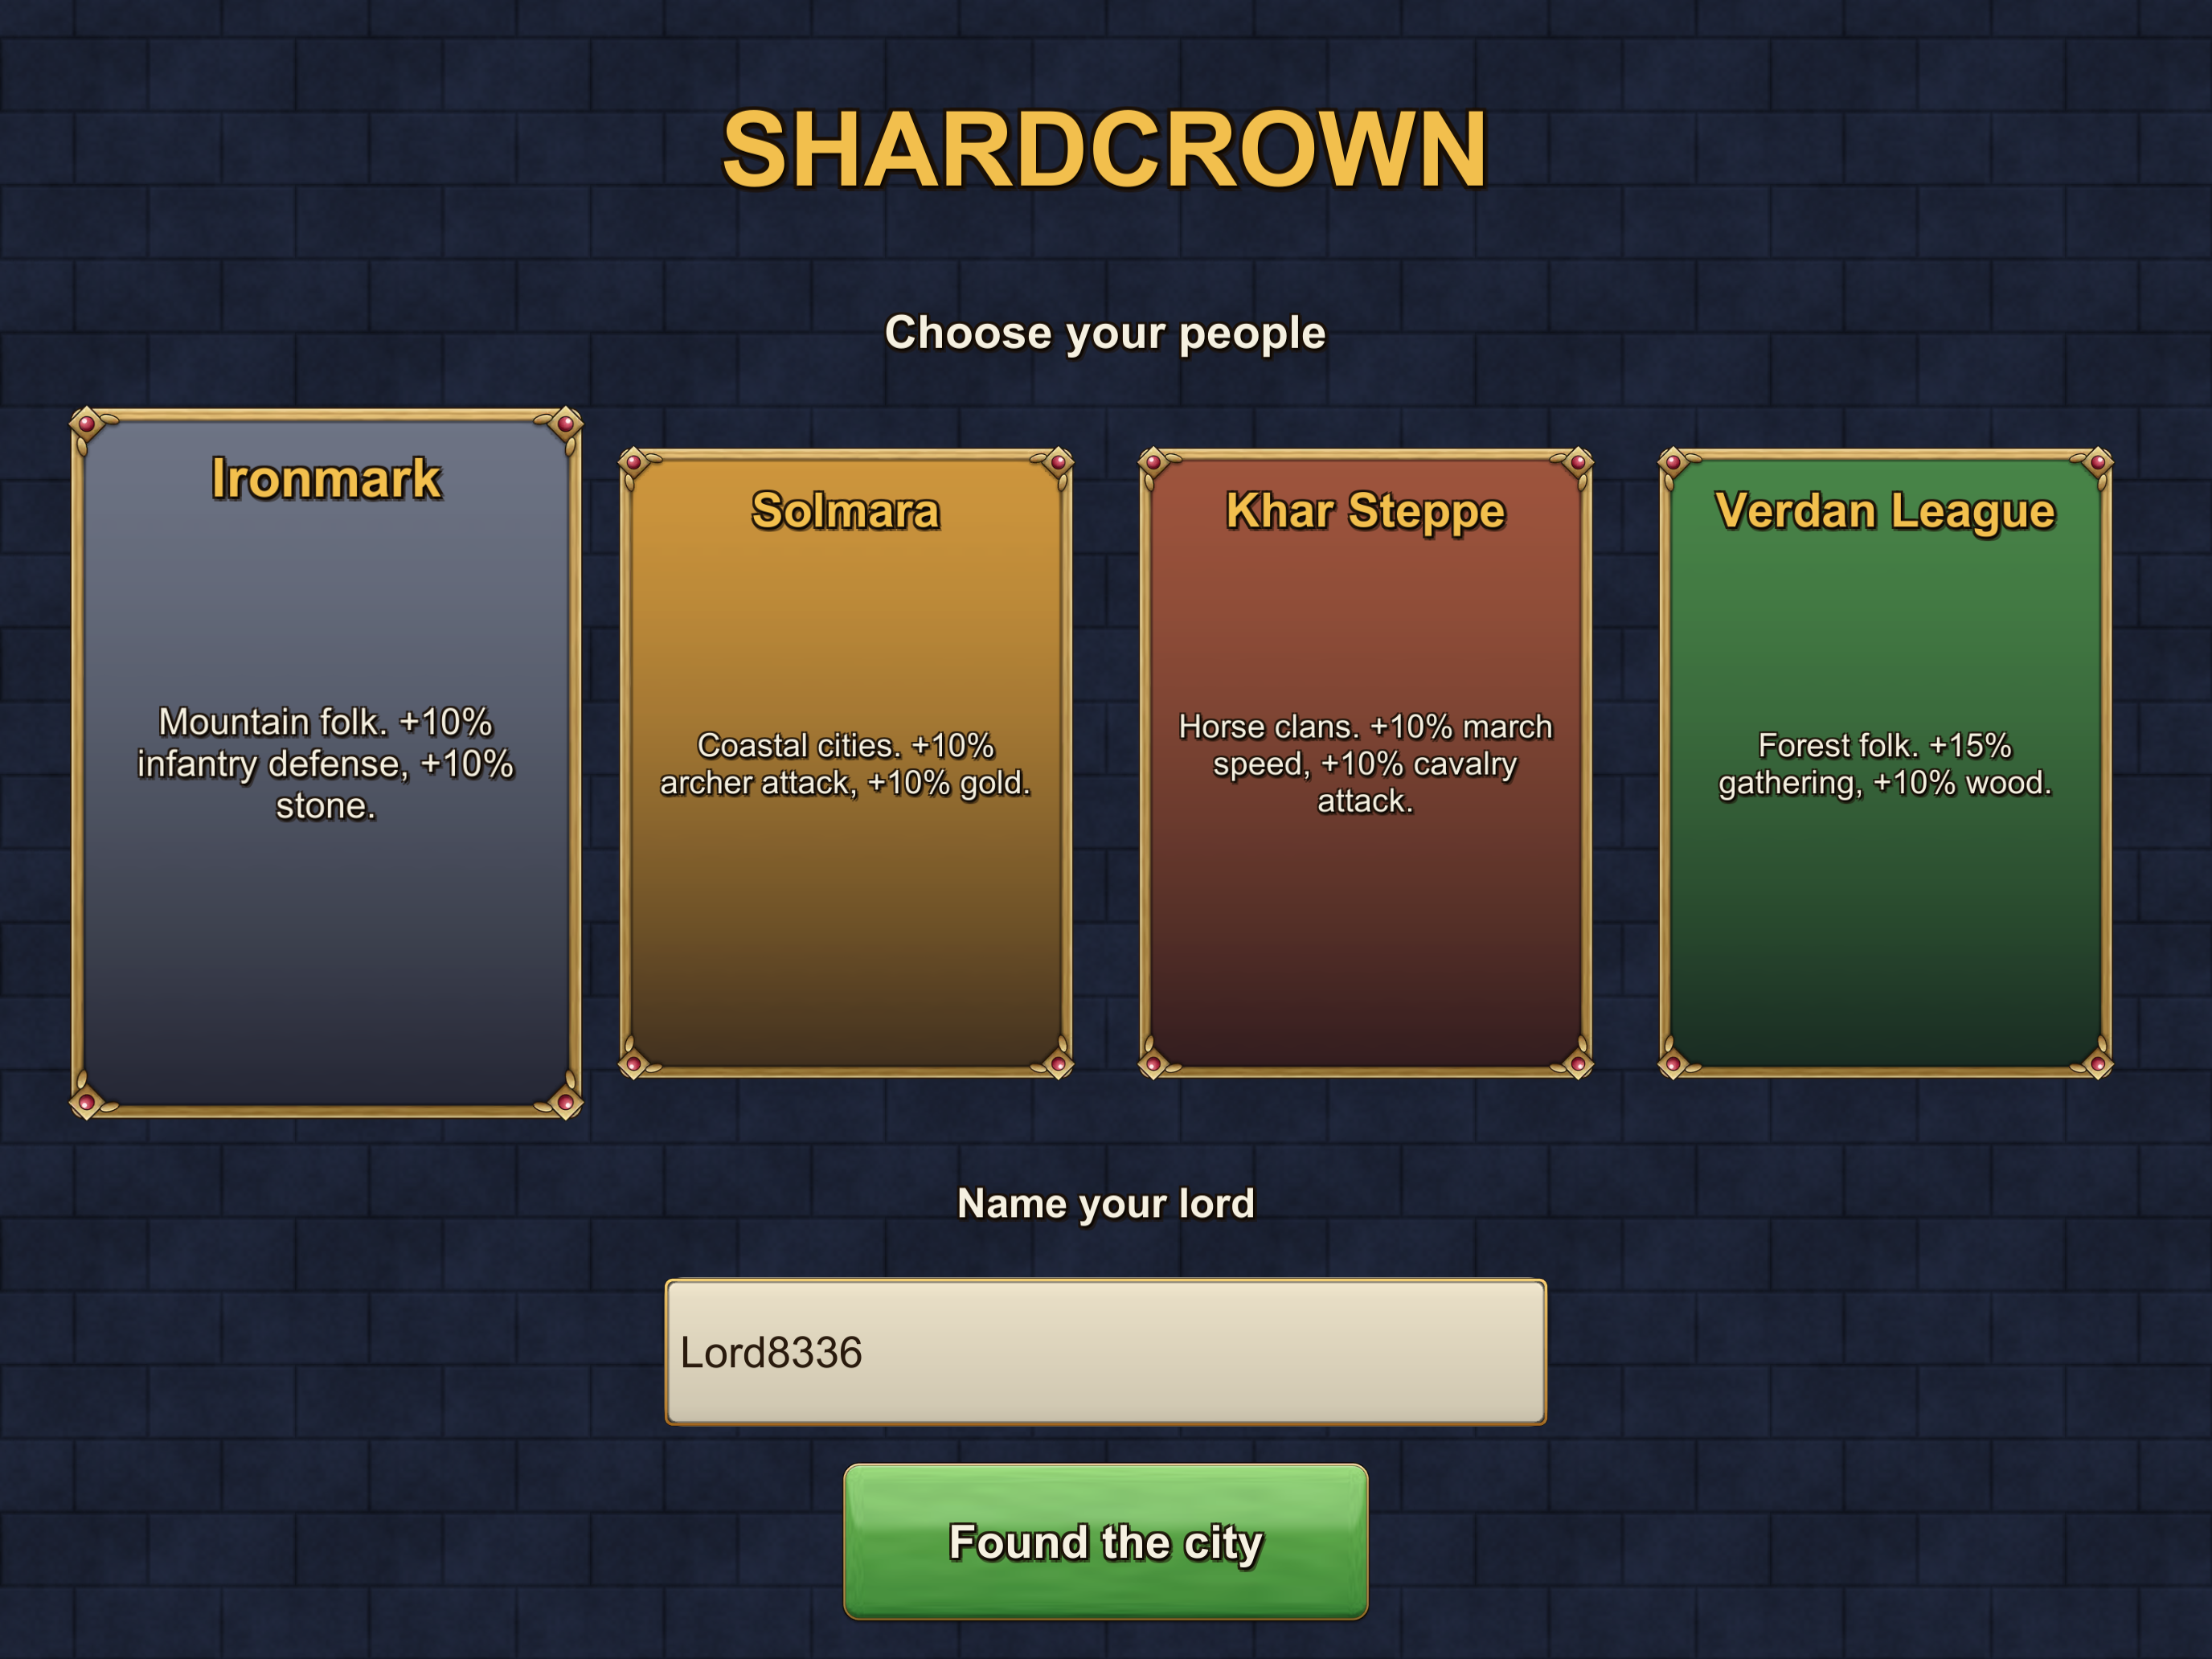 SHARDCROWN
Choose your people
Ironmark
Mountain folk. +10%
infantry defense, +10%
stone.
Solmara
Coastal cities. +10%
archer attack, +10% gold.
Khar Steppe
Horse clans. +10% march
speed, +10% cavalry
attack.
Verdan League
Forest folk. +15%
gathering, +10% wood.
Name your lord
Lord8336
Found the city